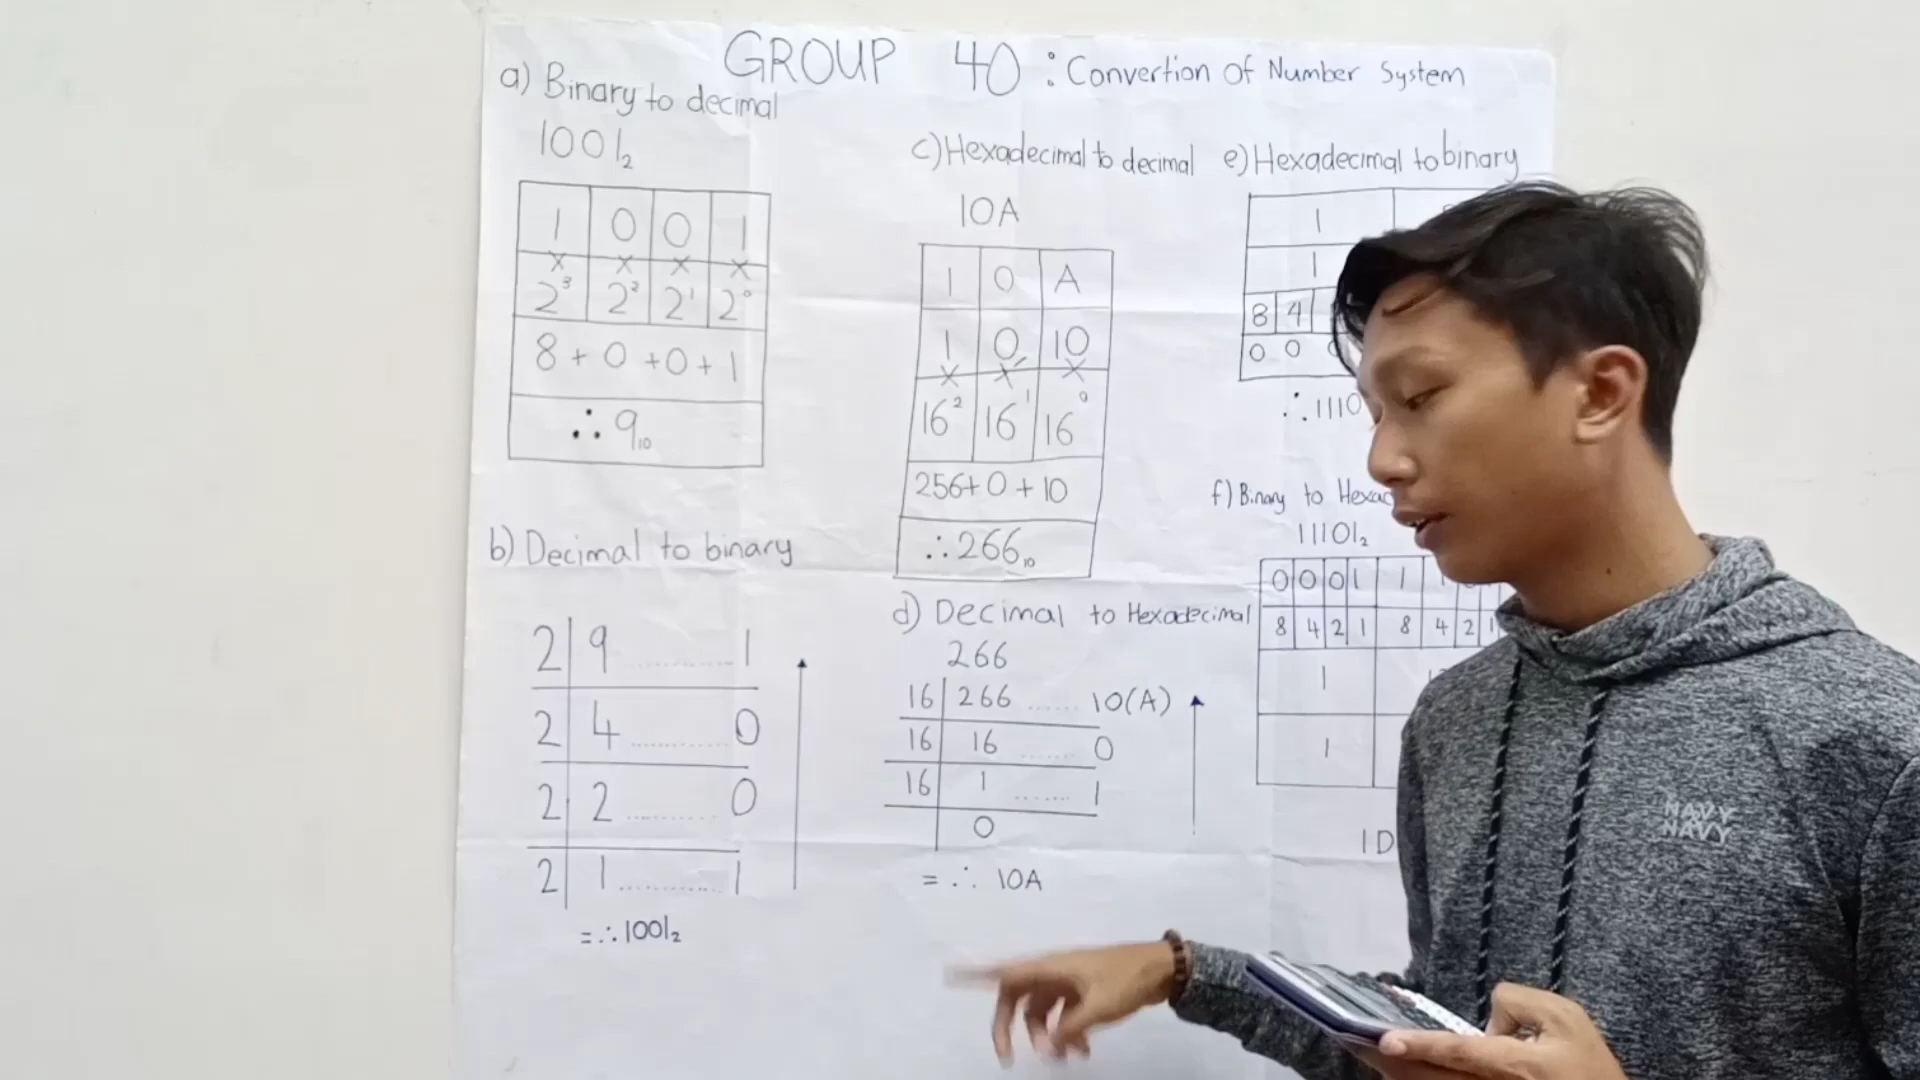 GROUP 40 : Convertion Of Number System
a) Binary to decimal
1001₂
1 0 0 1
× × × ×
2³ 2² 2¹ 2⁰
8 + 0 + 0 + 1
∴ 9₁₀
b) Decimal to binary
2 9 ............ 1
2 4 ............ 0
2 2 ............ 0
2 1 ............ 1
= ∴ 1001₂
c) Hexadecimal to decimal
10A
1 0 A
1 0 10
× × ×
16² 16¹ 16⁰
256 + 0 + 10
∴ 266₁₀
d) Decimal to Hexadecimal
266
16 266 ...... 10(A)
16 16 ...... 0
16 1 ...... 1
0
= ∴ 10A
e) Hexadecimal to binary
1
1
8 4
0 0
∴ 1110
f) Binary to
11101₂
0 0 0 1 1 1
8 4 2 1 8 4 2 1
1
1
1D
NAVY
NAVY